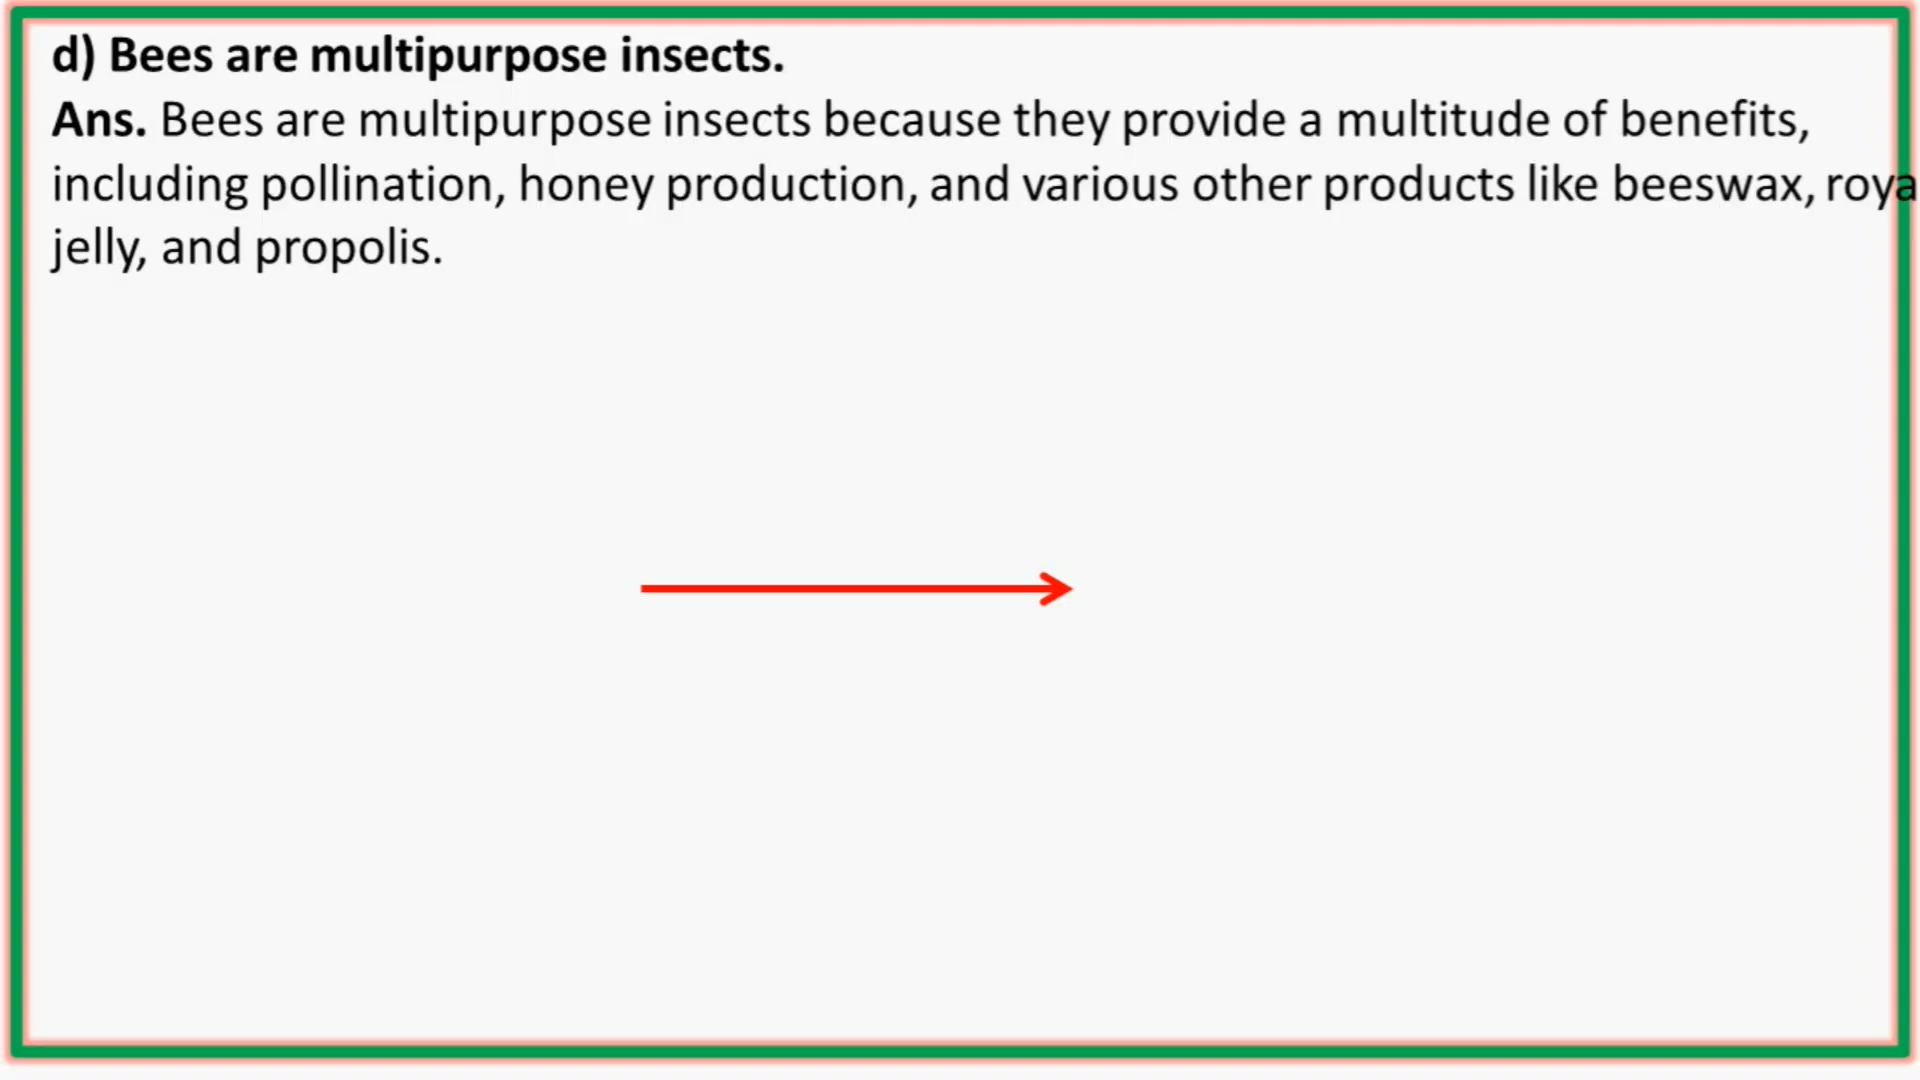 d) Bees are multipurpose insects.
Ans. Bees are multipurpose insects because they provide a multitude of benefits,
including pollination, honey production, and various other products like beeswax, roya
jelly, and propolis.